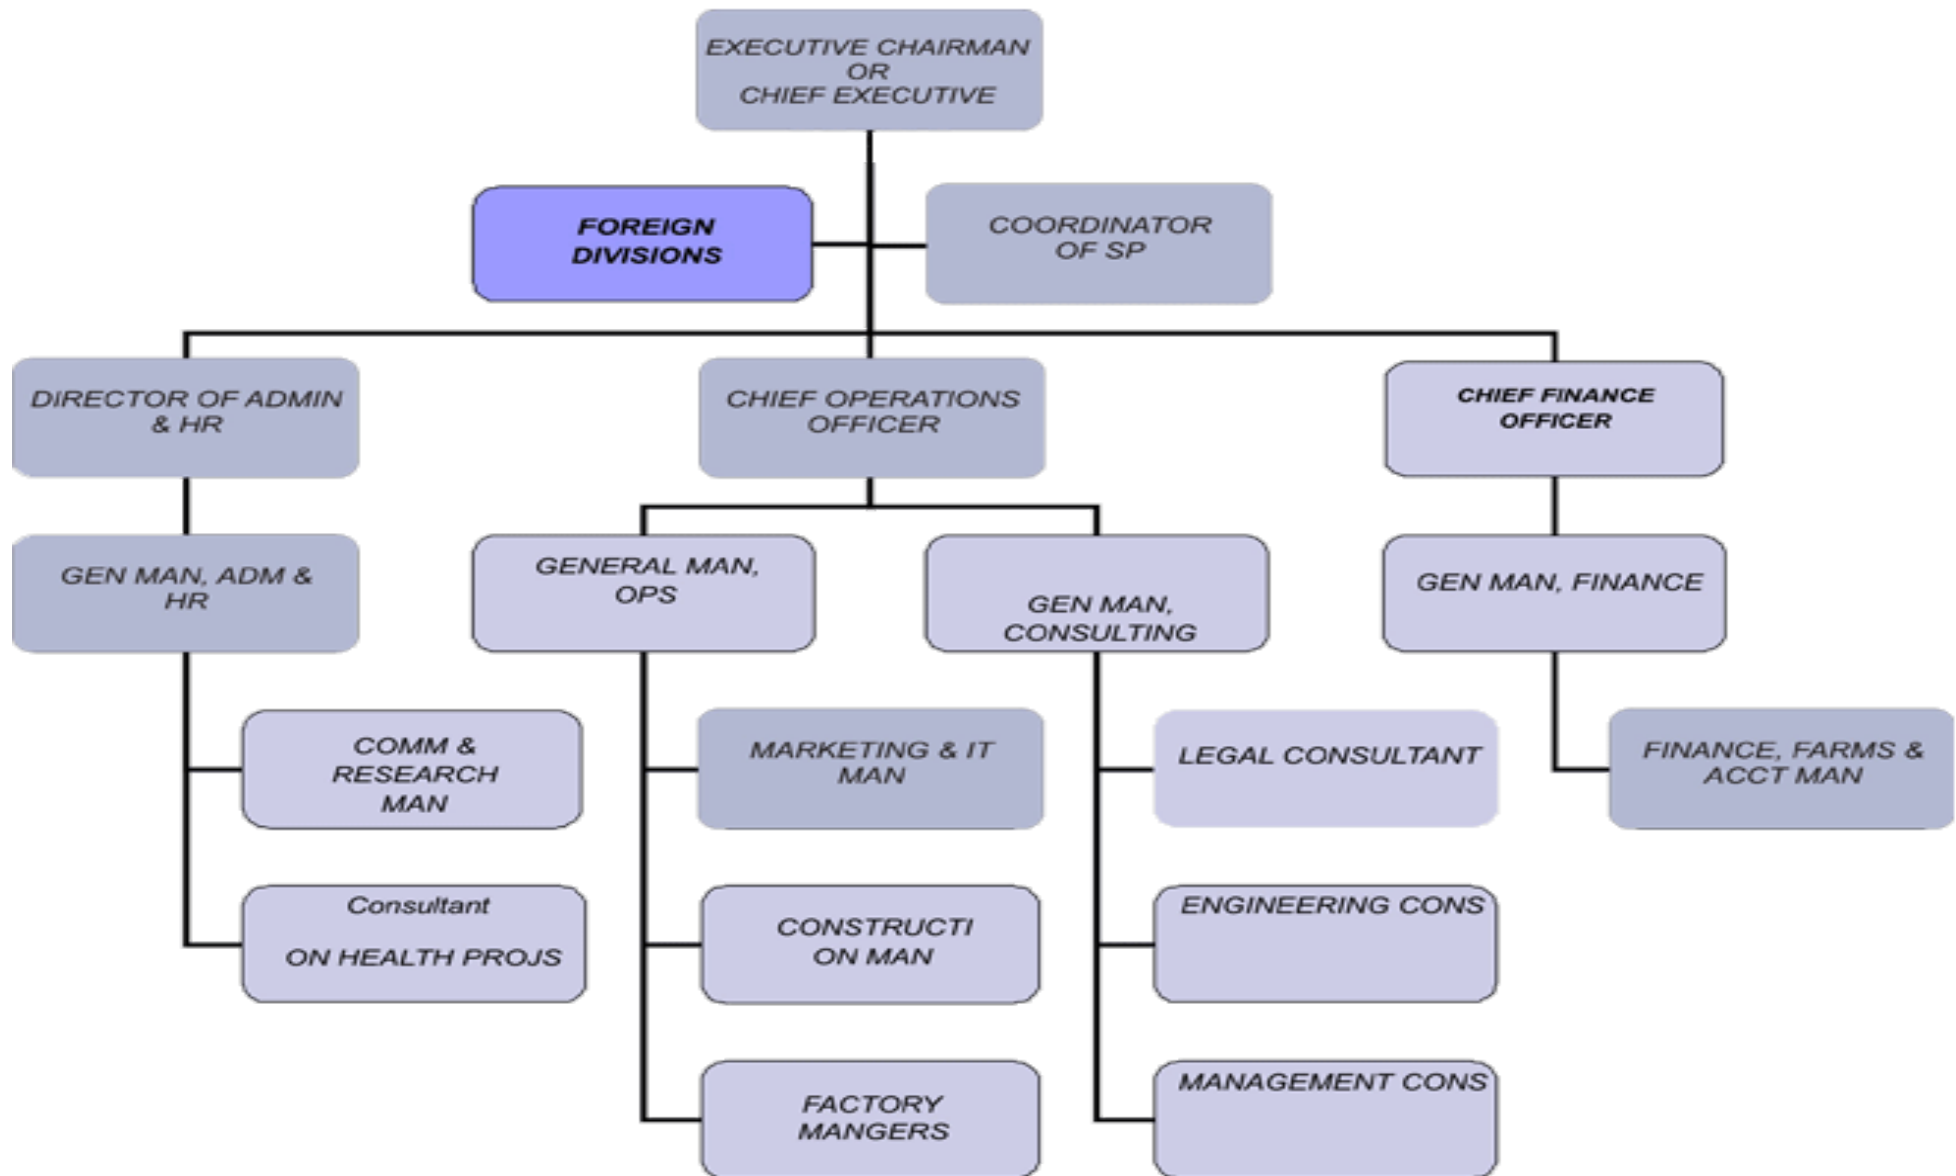 EXECUTIVE CHAIRMAN
OR
CHIEF EXECUTIVE
FOREIGN
DIVISIONS
COORDINATOR
OF SP
DIRECTOR OF ADMIN
& HR
CHIEF OPERATIONS
OFFICER
CHIEF FINANCE
OFFICER
GEN MAN, ADM &
HR
GENERAL MAN,
OPS
GEN MAN,
CONSULTING
GEN MAN, FINANCE
COMM &
RESEARCH
MAN
MARKETING & IT
MAN
LEGAL CONSULTANT
FINANCE, FARMS &
ACCT MAN
Consultant
ON HEALTH PROJS
CONSTRUCTI
ON MAN
ENGINEERING CONS
FACTORY
MANGERS
MANAGEMENT CONS